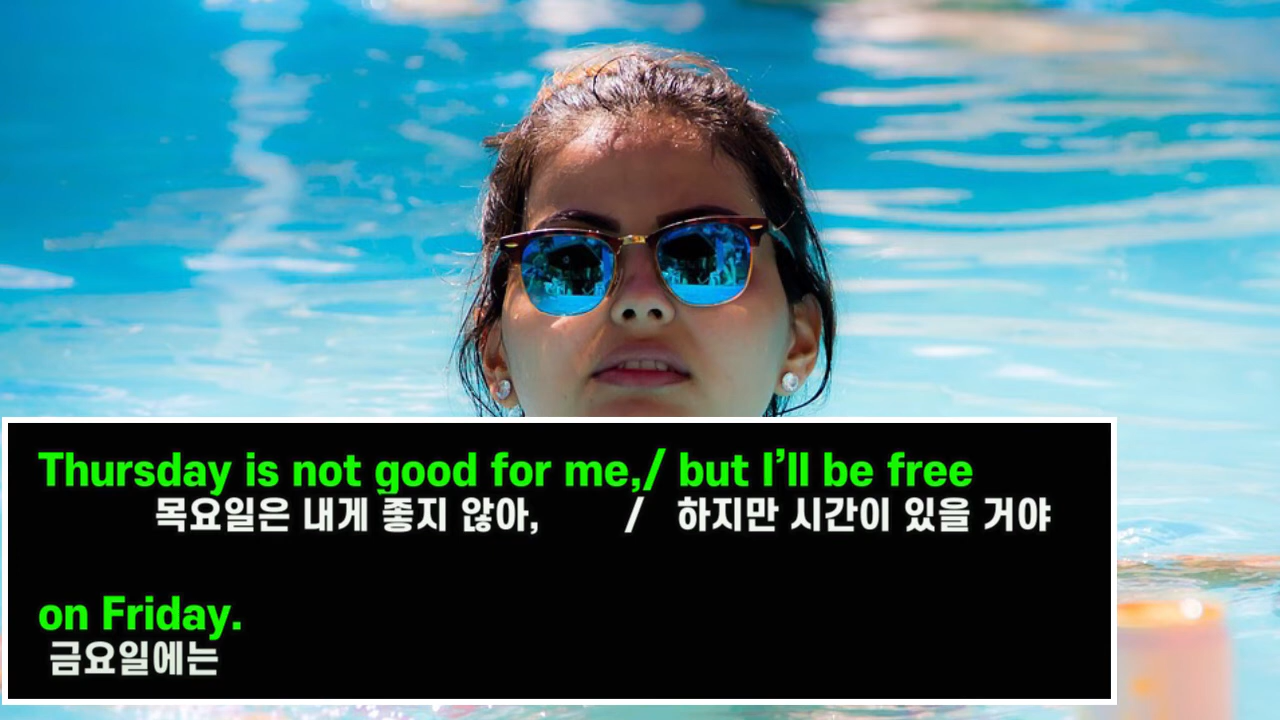 Thursday is not good for me,/ but I’ll be free
목요일은 내게 좋지 않아, / 하지만 시간이 있을 거야
on Friday.
금요일에는